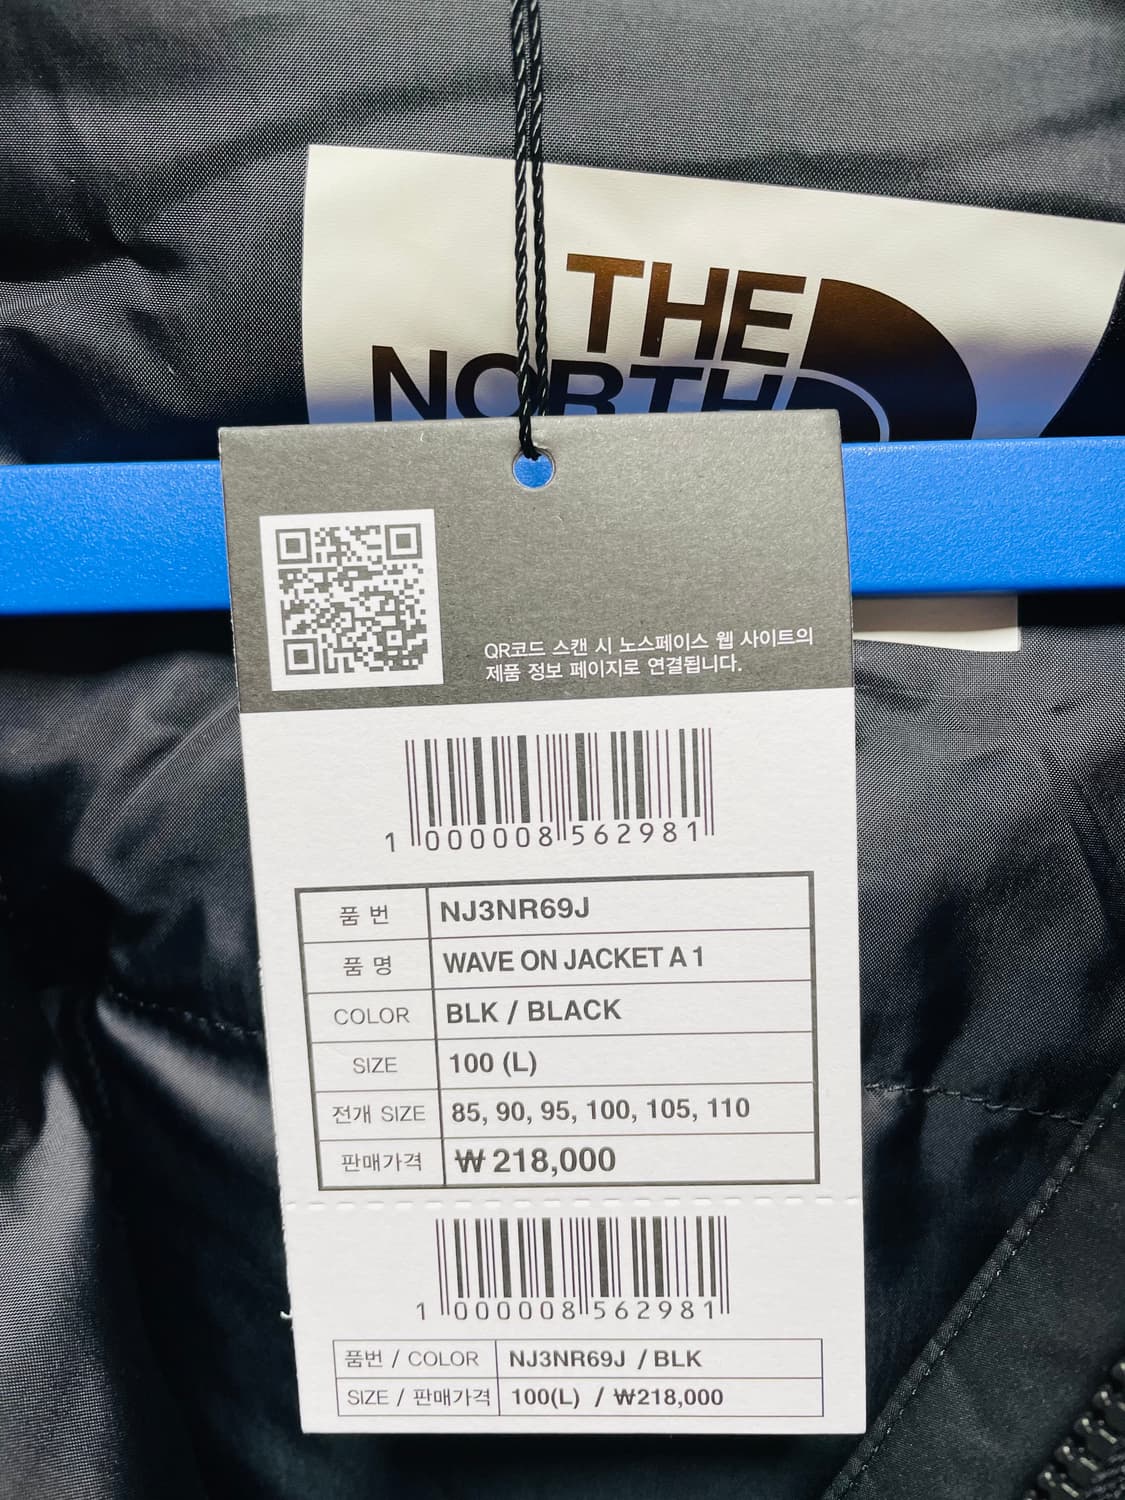 THE
NORTH
QR코드 스캔 시 노스페이스 웹 사이트의
제품 정보 페이지로 연결됩니다.
1 000008 562981
품 번 NJ3NR69J
품 명 WAVE ON JACKET A 1
COLOR BLK / BLACK
SIZE 100 (L)
전개 SIZE 85, 90, 95, 100, 105, 110
판매가격 ₩ 218,000
1 000008 562981
품번 / COLOR NJ3NR69J / BLK
SIZE / 판매가격 100(L) / ₩218,000